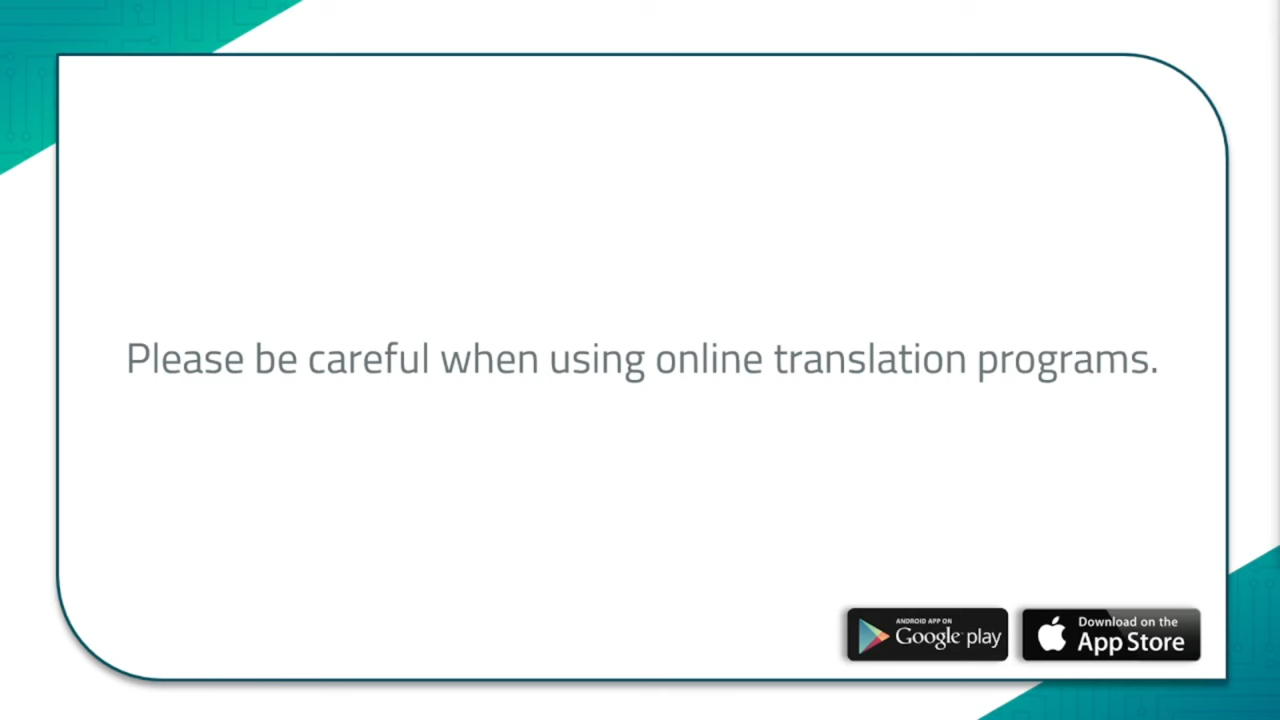 Please be careful when using online translation programs.
ANDROID APP ON
Google play
Download on the
App Store